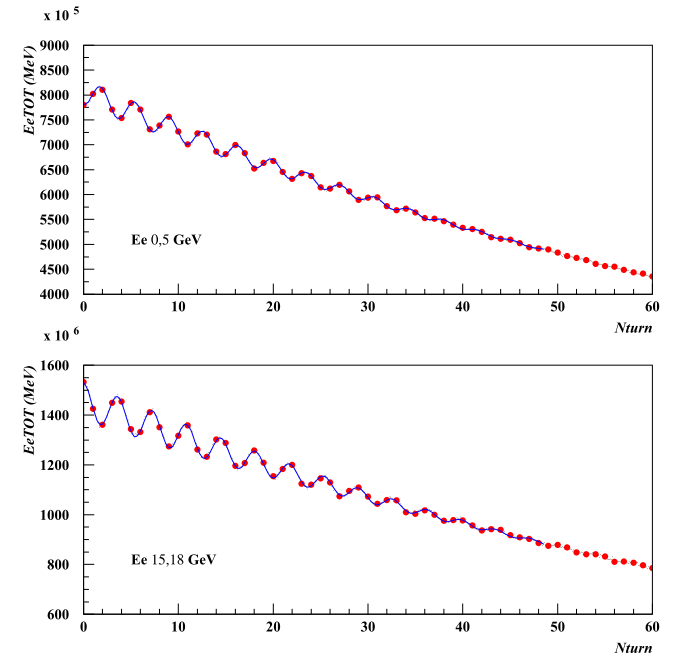 x 10 5
EeTOT (MeV)
9000
8500
8000
7500
7000
6500
6000
5500
5000
4500
4000
Ee 0,5 GeV
0 10 20 30 40 50 60
Nturn
x 10 6
EeTOT (MeV)
1600
1400
1200
1000
800
600
Ee 15,18 GeV
0 10 20 30 40 50 60
Nturn